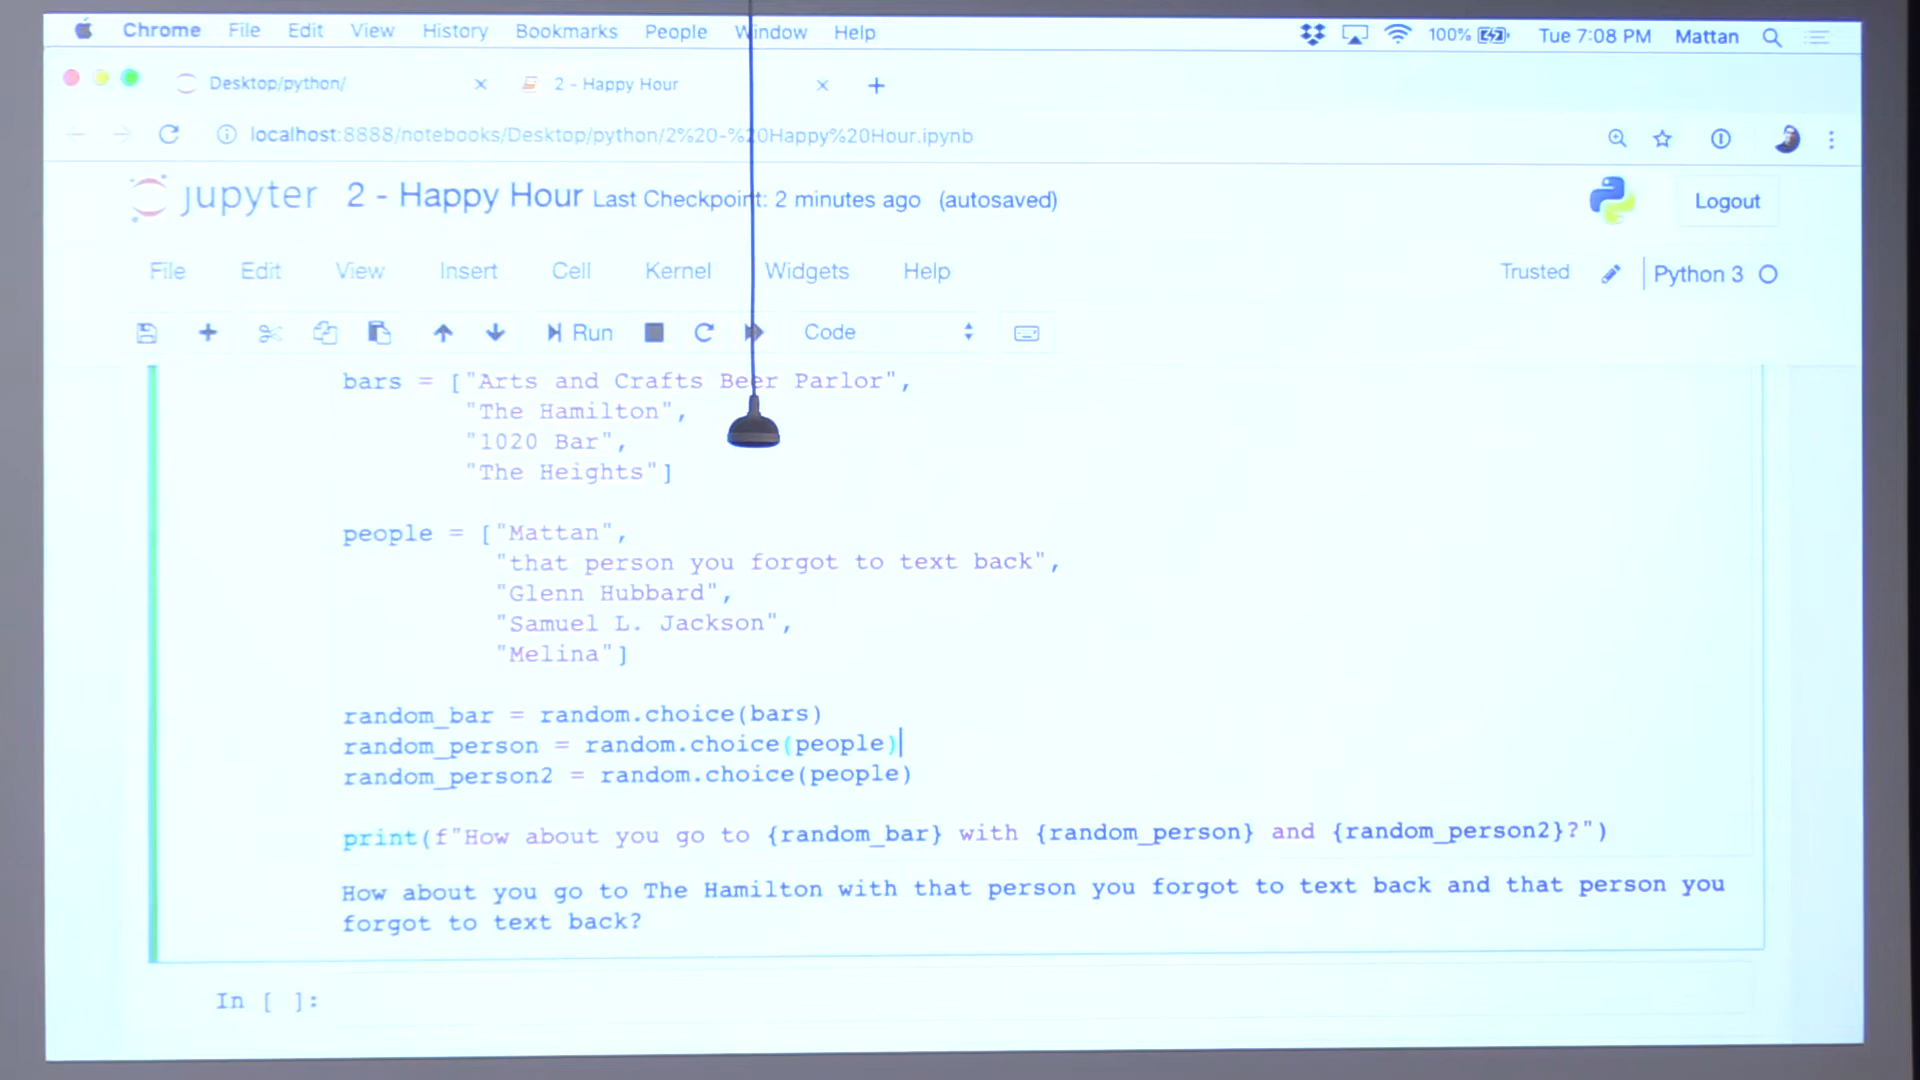 Chrome File Edit View History Bookmarks People Window Help 100% Tue 7:08 PM Mattan
Desktop/python/ 2 - Happy Hour
localhost:8888/notebooks/Desktop/python/2%20-%20Happy%20Hour.ipynb
jupyter 2 - Happy Hour Last Checkpoint: 2 minutes ago (autosaved) Logout
File Edit View Insert Cell Kernel Widgets Help Trusted Python 3
Run Code
bars = ["Arts and Crafts Beer Parlor",
"The Hamilton",
"1020 Bar",
"The Heights"]
people = ["Mattan",
"that person you forgot to text back",
"Glenn Hubbard",
"Samuel L. Jackson",
"Melina"]
random_bar = random.choice(bars)
random_person = random.choice(people)
random_person2 = random.choice(people)
print(f"How about you go to {random_bar} with {random_person} and {random_person2}?")
How about you go to The Hamilton with that person you forgot to text back and that person you
forgot to text back?
In [ ]: